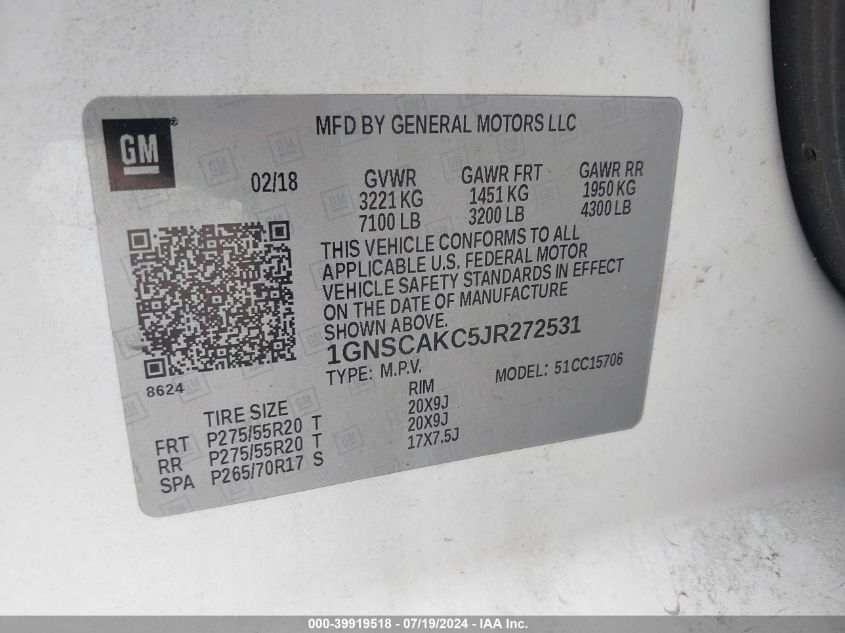 GM
MFD BY GENERAL MOTORS LLC
02/18 GVWR GAWR FRT GAWR RR
3221 KG 1451 KG 1950 KG
7100 LB 3200 LB 4300 LB
THIS VEHICLE CONFORMS TO ALL
APPLICABLE U.S. FEDERAL MOTOR
VEHICLE SAFETY STANDARDS IN EFFECT
ON THE DATE OF MANUFACTURE
SHOWN ABOVE.
1GNSCAKC5JR272531
8624 TYPE: M.P.V. MODEL: 51CC15706
TIRE SIZE RIM
FRT P275/55R20 T 20X9J
RR P275/55R20 T 20X9J
SPA P265/70R17 S 17X7.5J
000-39919518 - 07/19/2024 - IAA Inc.